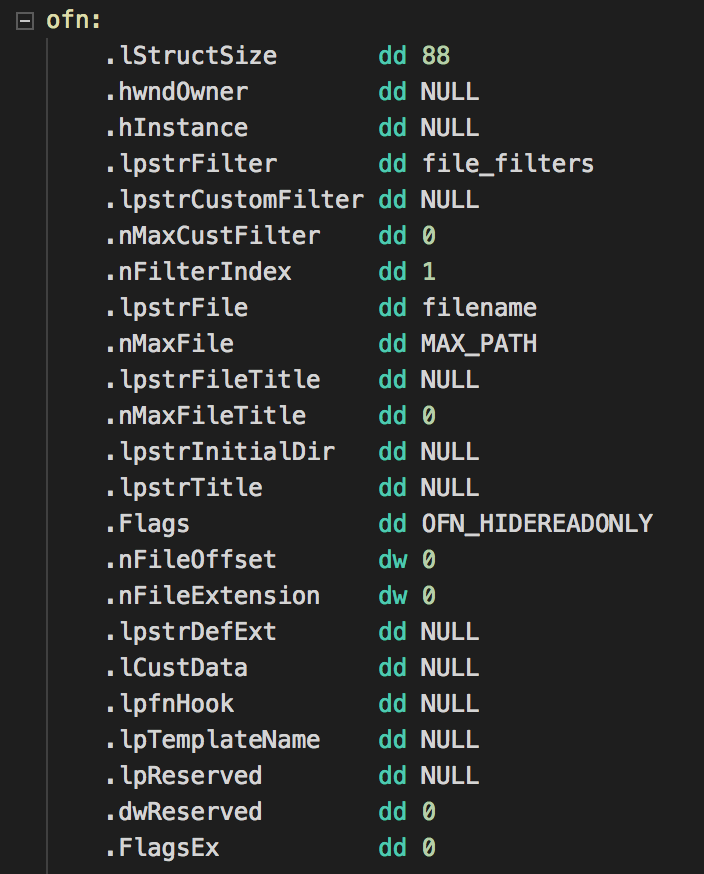 ofn:
.lStructSize dd 88
.hwndOwner dd NULL
.hInstance dd NULL
.lpstrFilter dd file_filters
.lpstrCustomFilter dd NULL
.nMaxCustFilter dd 0
.nFilterIndex dd 1
.lpstrFile dd filename
.nMaxFile dd MAX_PATH
.lpstrFileTitle dd NULL
.nMaxFileTitle dd 0
.lpstrInitialDir dd NULL
.lpstrTitle dd NULL
.Flags dd OFN_HIDEREADONLY
.nFileOffset dw 0
.nFileExtension dw 0
.lpstrDefExt dd NULL
.lCustData dd NULL
.lpfnHook dd NULL
.lpTemplateName dd NULL
.lpReserved dd NULL
.dwReserved dd 0
.FlagsEx dd 0